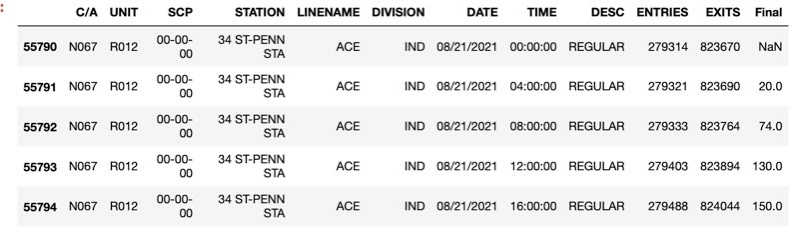 C/A UNIT SCP STATION LINENAME DIVISION DATE TIME DESC ENTRIES EXITS Final
55790 N067 R012 00-00-00 34 ST-PENN STA ACE IND 08/21/2021 00:00:00 REGULAR 279314 823670 NaN
55791 N067 R012 00-00-00 34 ST-PENN STA ACE IND 08/21/2021 04:00:00 REGULAR 279321 823690 20.0
55792 N067 R012 00-00-00 34 ST-PENN STA ACE IND 08/21/2021 08:00:00 REGULAR 279333 823764 74.0
55793 N067 R012 00-00-00 34 ST-PENN STA ACE IND 08/21/2021 12:00:00 REGULAR 279403 823894 130.0
55794 N067 R012 00-00-00 34 ST-PENN STA ACE IND 08/21/2021 16:00:00 REGULAR 279488 824044 150.0